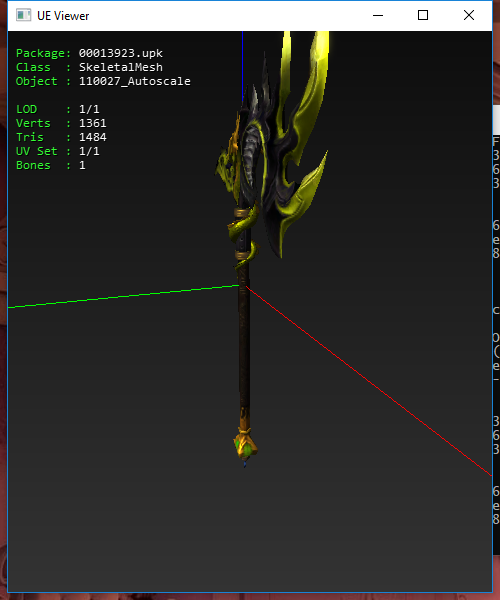 UE Viewer
Package: 00013923.upk
Class  : SkeletalMesh
Object : 110027_Autoscale
LOD    : 1/1
Verts  : 1361
Tris   : 1484
UV Set : 1/1
Bones  : 1